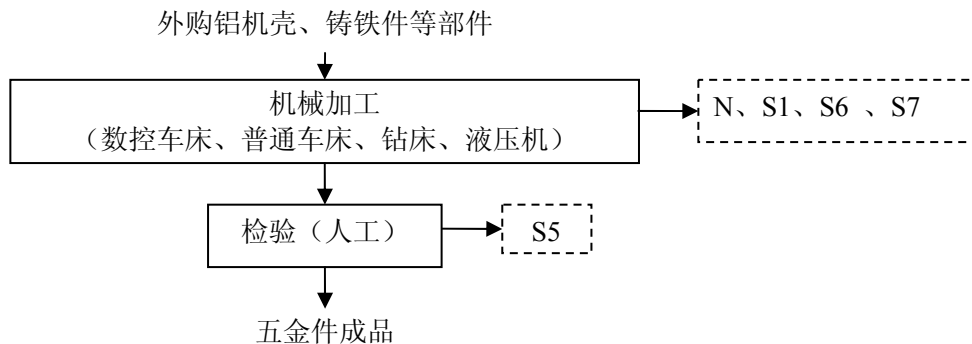 外购铝机壳、铸铁件等部件
机械加工
（数控车床、普通车床、钻床、液压机）
N、S1、S6 、S7
检验（人工）
S5
五金件成品